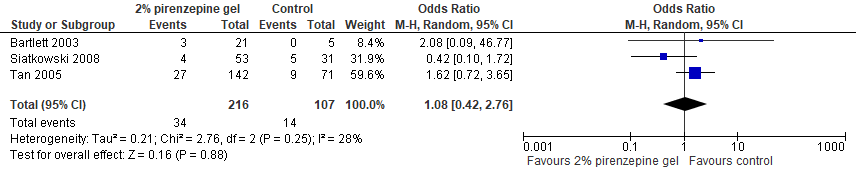 2% pirenzepine gel Control Odds Ratio Odds Ratio
Study or Subgroup Events Total Events Total Weight M-H, Random, 95% CI M-H, Random, 95% CI
Bartlett 2003 3 21 0 5 8.4% 2.08 [0.09, 46.77]
Siatkowski 2008 4 53 5 31 31.9% 0.42 [0.10, 1.72]
Tan 2005 27 142 9 71 59.6% 1.62 [0.72, 3.65]
Total (95% CI) 216 107 100.0% 1.08 [0.42, 2.76]
Total events 34 14
Heterogeneity: Tau² = 0.21; Chi² = 2.76, df = 2 (P = 0.25); I² = 28%
Test for overall effect: Z = 0.16 (P = 0.88)
0.001 0.1 1 10 1000
Favours 2% pirenzepine gel Favours control